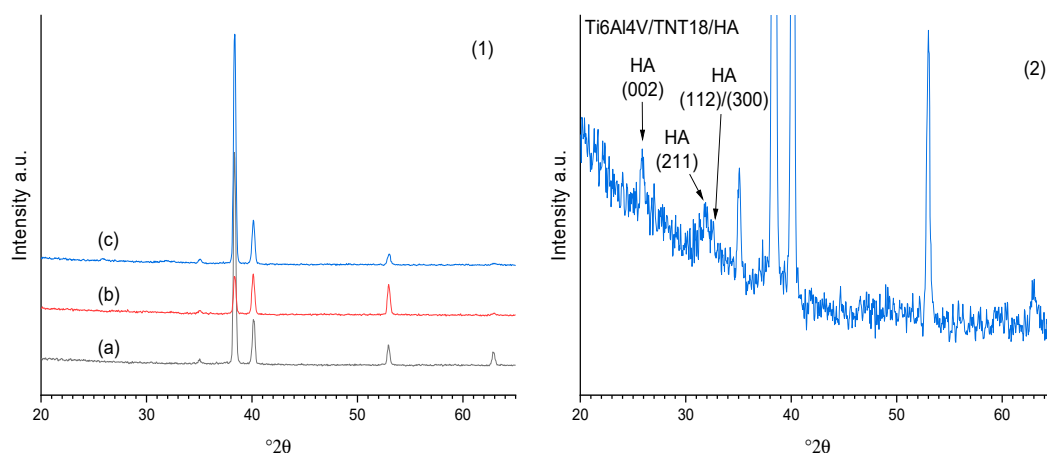 (1)
(c)
(b)
(a)
Intensity a.u.
20
30
40
50
60
°2θ
Ti6Al4V/TNT18/HA
(2)
HA
(002)
HA
(112)/(300)
HA
(211)
Intensity a.u.
20
30
40
50
60
°2θ